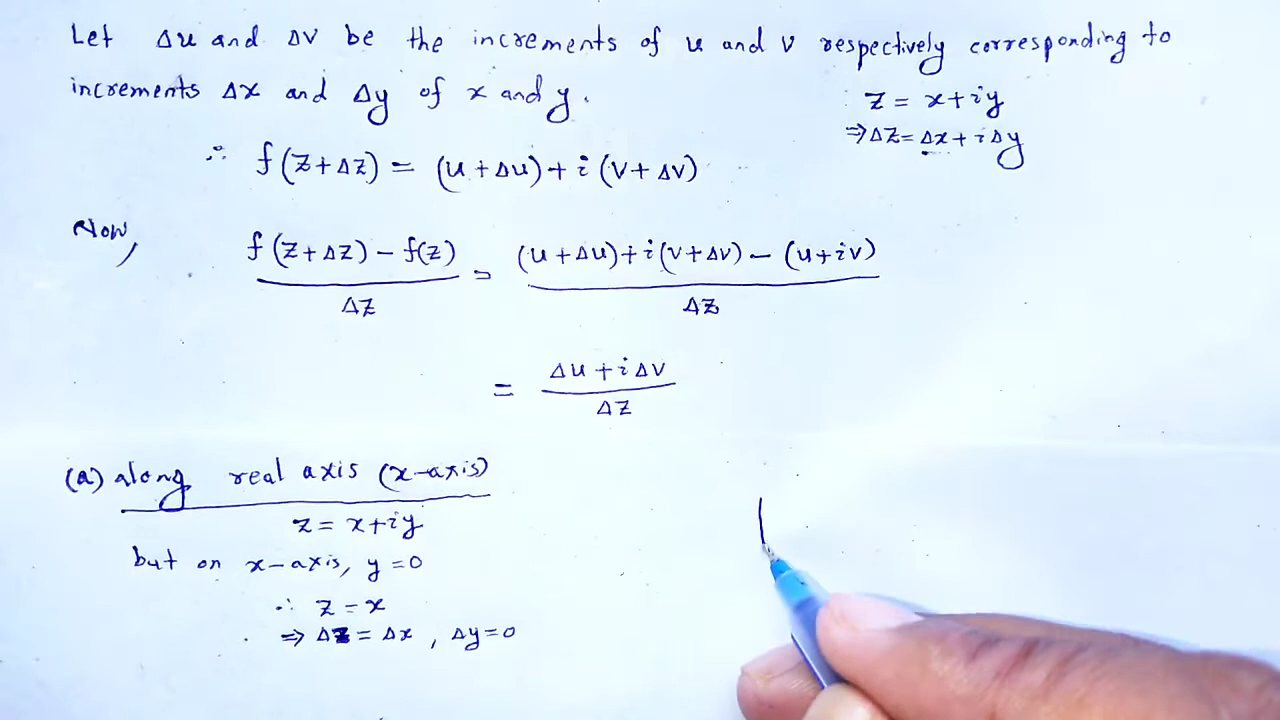 Let Δu and Δv be the increments of u and v respectively corresponding to
increments Δx and Δy of x and y.
z = x+iy
⇒Δz=Δx+iΔy
∴ f(z+Δz) = (u+Δu)+i(v+Δv)
Now,
f(z+Δz)-f(z) = (u+Δu)+i(v+Δv)-(u+iv)
Δz Δz
= Δu+iΔv
Δz
(a) along real axis (x-axis)
z = x+iy
but on x-axis, y=0
∴ z=x
⇒ Δz = Δx, Δy=0